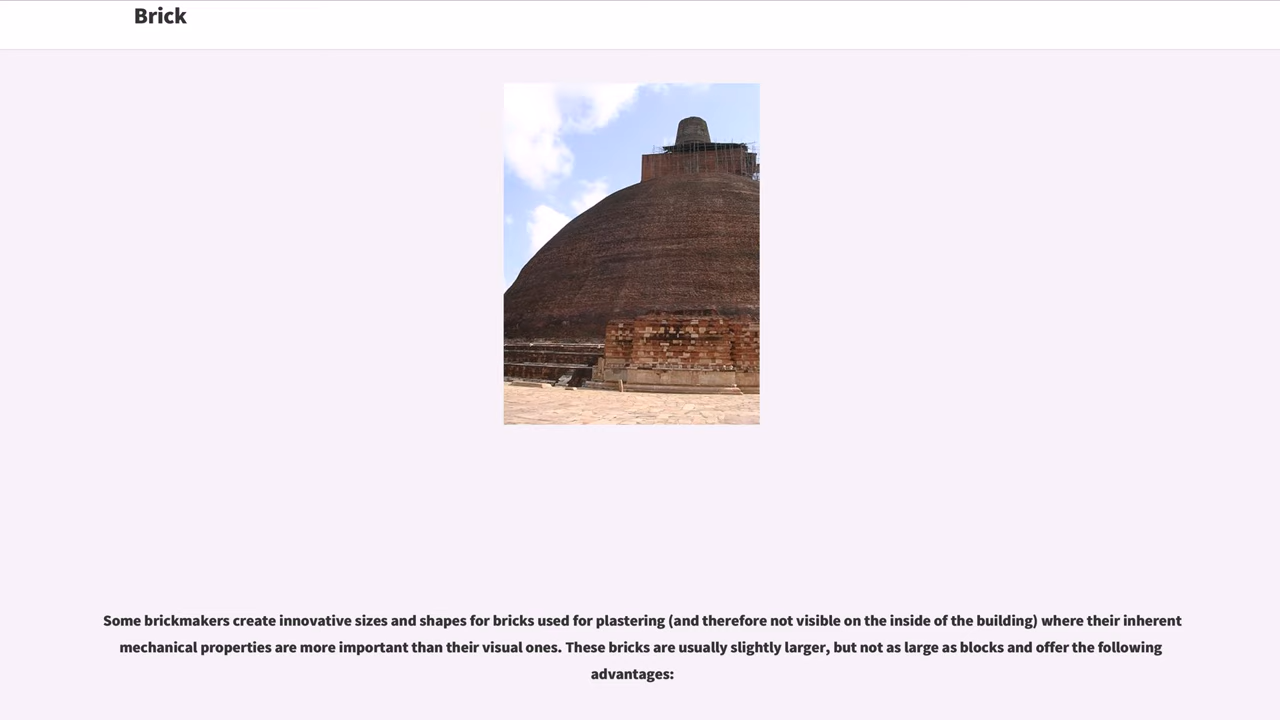 Brick
Some brickmakers create innovative sizes and shapes for bricks used for plastering (and therefore not visible on the inside of the building) where their inherent
mechanical properties are more important than their visual ones. These bricks are usually slightly larger, but not as large as blocks and offer the following
advantages: